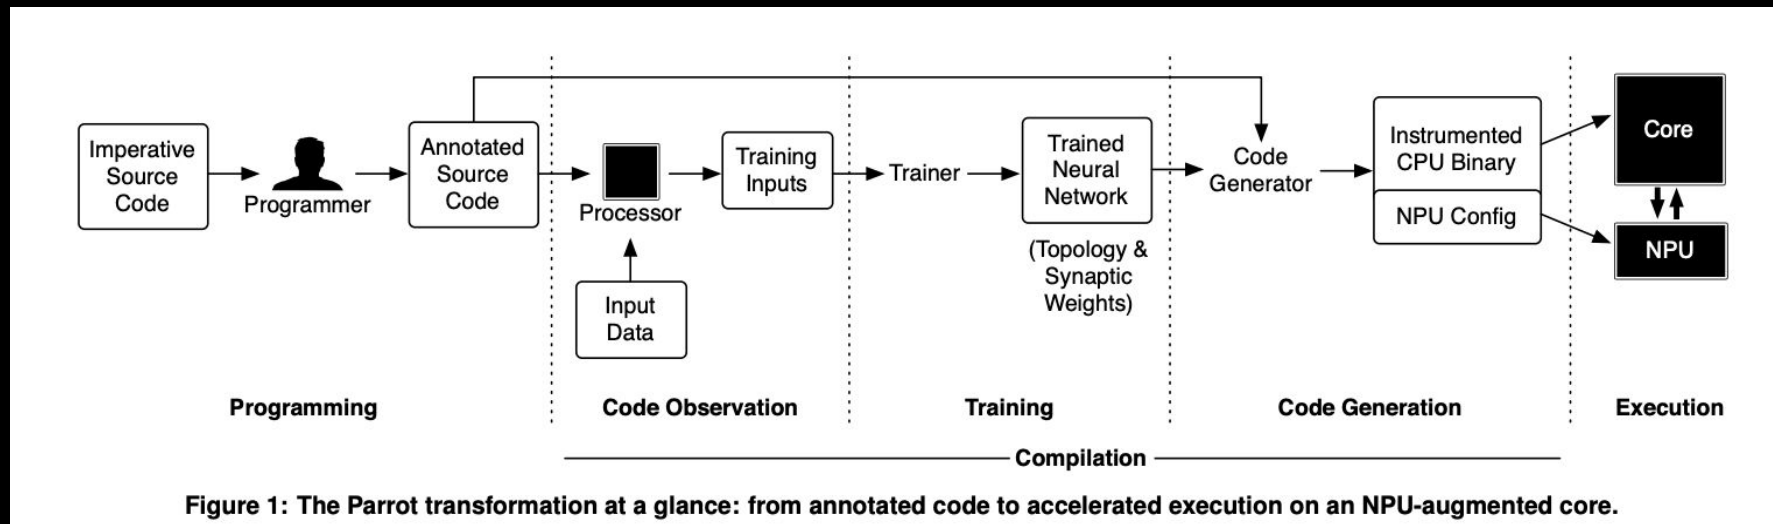 Imperative
Source
Code
Programmer
Annotated
Source
Code
Processor
Input
Data
Training
Inputs
Trainer
Trained
Neural
Network
(Topology &
Synaptic
Weights)
Code
Generator
Instrumented
CPU Binary
NPU Config
Core
NPU
Programming
Code Observation
Training
Code Generation
Execution
Compilation
Figure 1: The Parrot transformation at a glance: from annotated code to accelerated execution on an NPU-augmented core.